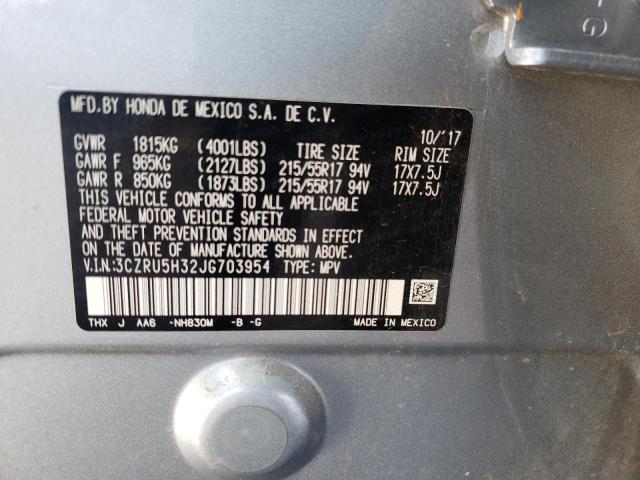 G
MFD.BY HONDA DE MEXICO S.A. DE C.V.
10/'17
GVWR 1815KG (4001LBS) TIRE SIZE RIM SIZE
GAWR F 965KG (2127LBS) 215/55R17 94V 17X7.5J
GAWR R 850KG (1873LBS) 215/55R17 94V 17X7.5J
THIS VEHICLE CONFORMS TO ALL APPLICABLE
FEDERAL MOTOR VEHICLE SAFETY
AND THEFT PREVENTION STANDARDS IN EFFECT
ON THE DATE OF MANUFACTURE SHOWN ABOVE.
V.I.N:3CZRU5H32JG703954 TYPE: MPV
THX J AA6 -NH830M -B -G MADE IN MEXICO